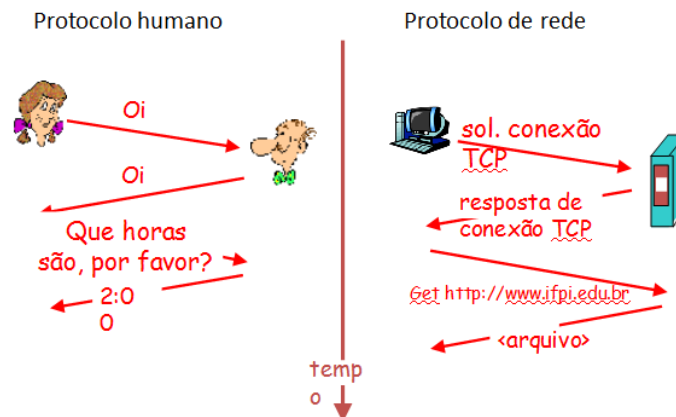 Protocolo humano
Oi
Oi
Que horas
são, por favor?
2:0
0
temp
o
Protocolo de rede
sol. conexão
TCP
resposta de
conexão TCP
Get http://www.ifpi.edu.br
<arquivo>